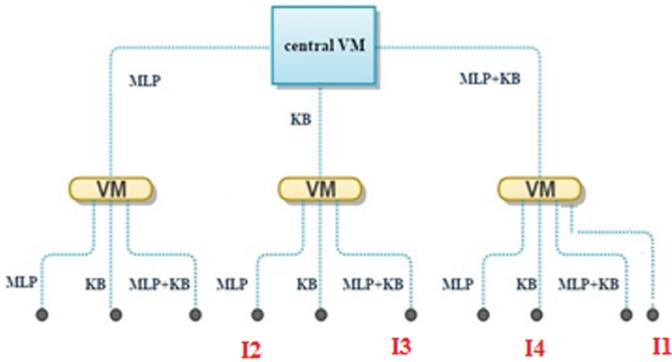 central VM
MLP
MLP+KB
KB
VM VM VM
MLP KB MLP+KB MLP KB MLP+KB MLP KB MLP+KB
I2 I3 I4 I1